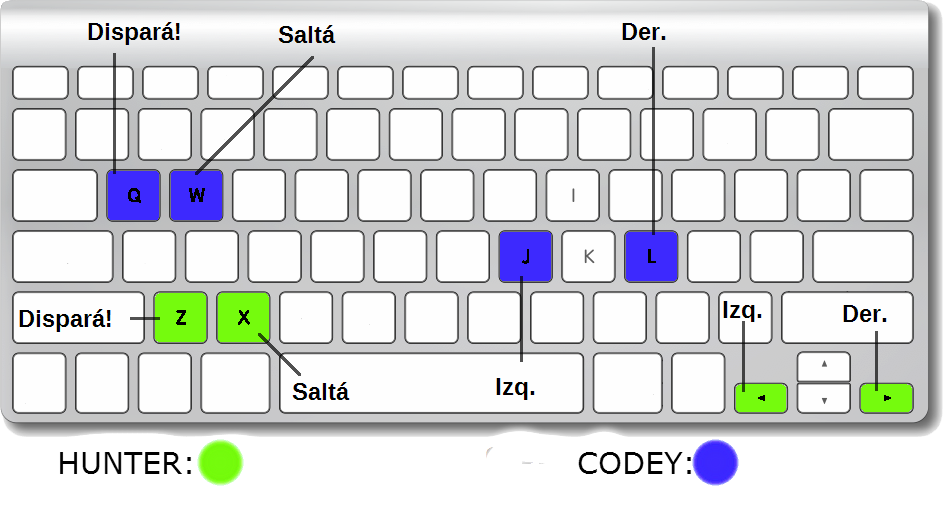 Dispará!
Saltá
Der.
Q
W
I
J
K
L
Dispará!
Z
X
Izq.
Der.
Saltá
Izq.
HUNTER:
CODEY: